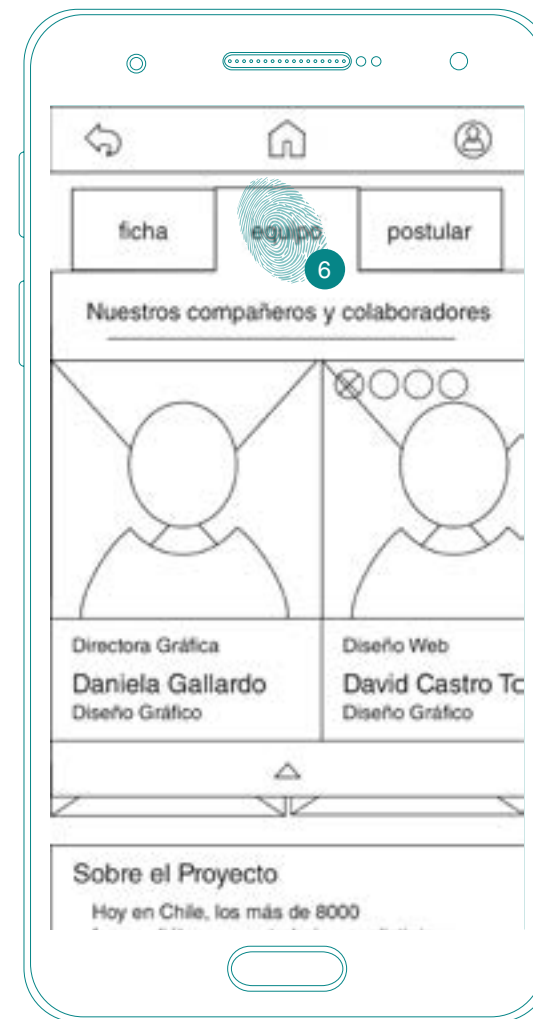 ficha
equipo
postular
6
Nuestros compañeros y colaboradores
Directora Gráfica
Daniela Gallardo
Diseño Gráfico
Diseño Web
David Castro
Diseño Gráfico
Sobre el Proyecto
Hoy en Chile, los más de 8000